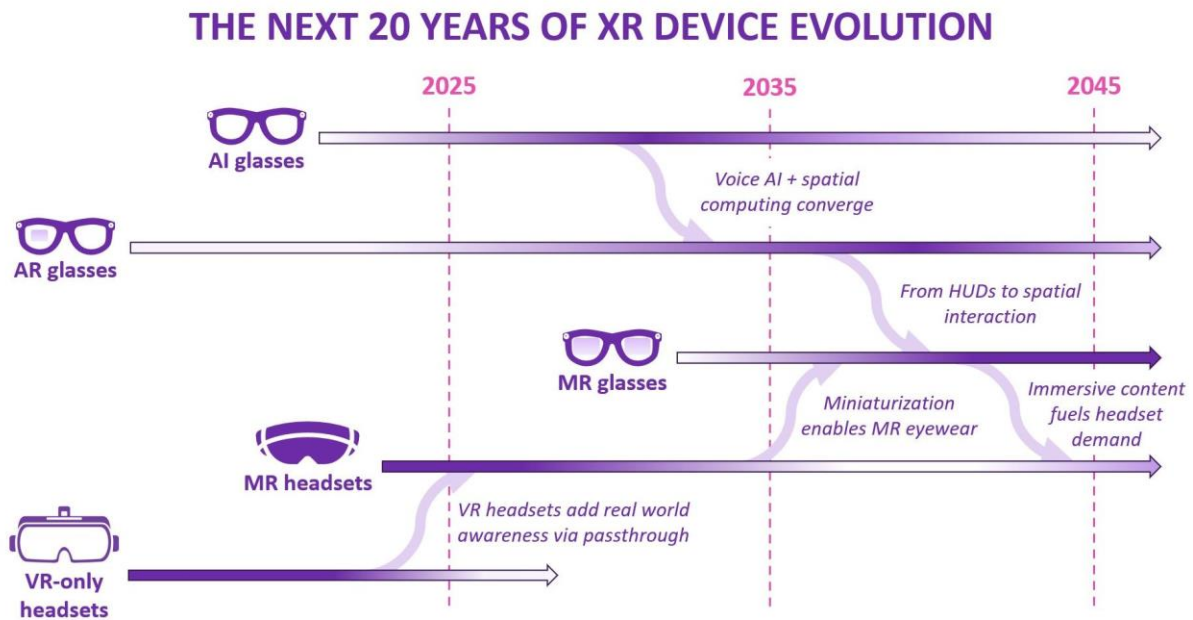 THE NEXT 20 YEARS OF XR DEVICE EVOLUTION
2025
2035
2045
AI glasses
Voice AI + spatial
computing converge
AR glasses
From HUDs to spatial
interaction
MR glasses
Miniaturization
enables MR eyewear
Immersive content
fuels headset
demand
MR headsets
VR headsets add real world
awareness via passthrough
VR-only
headsets